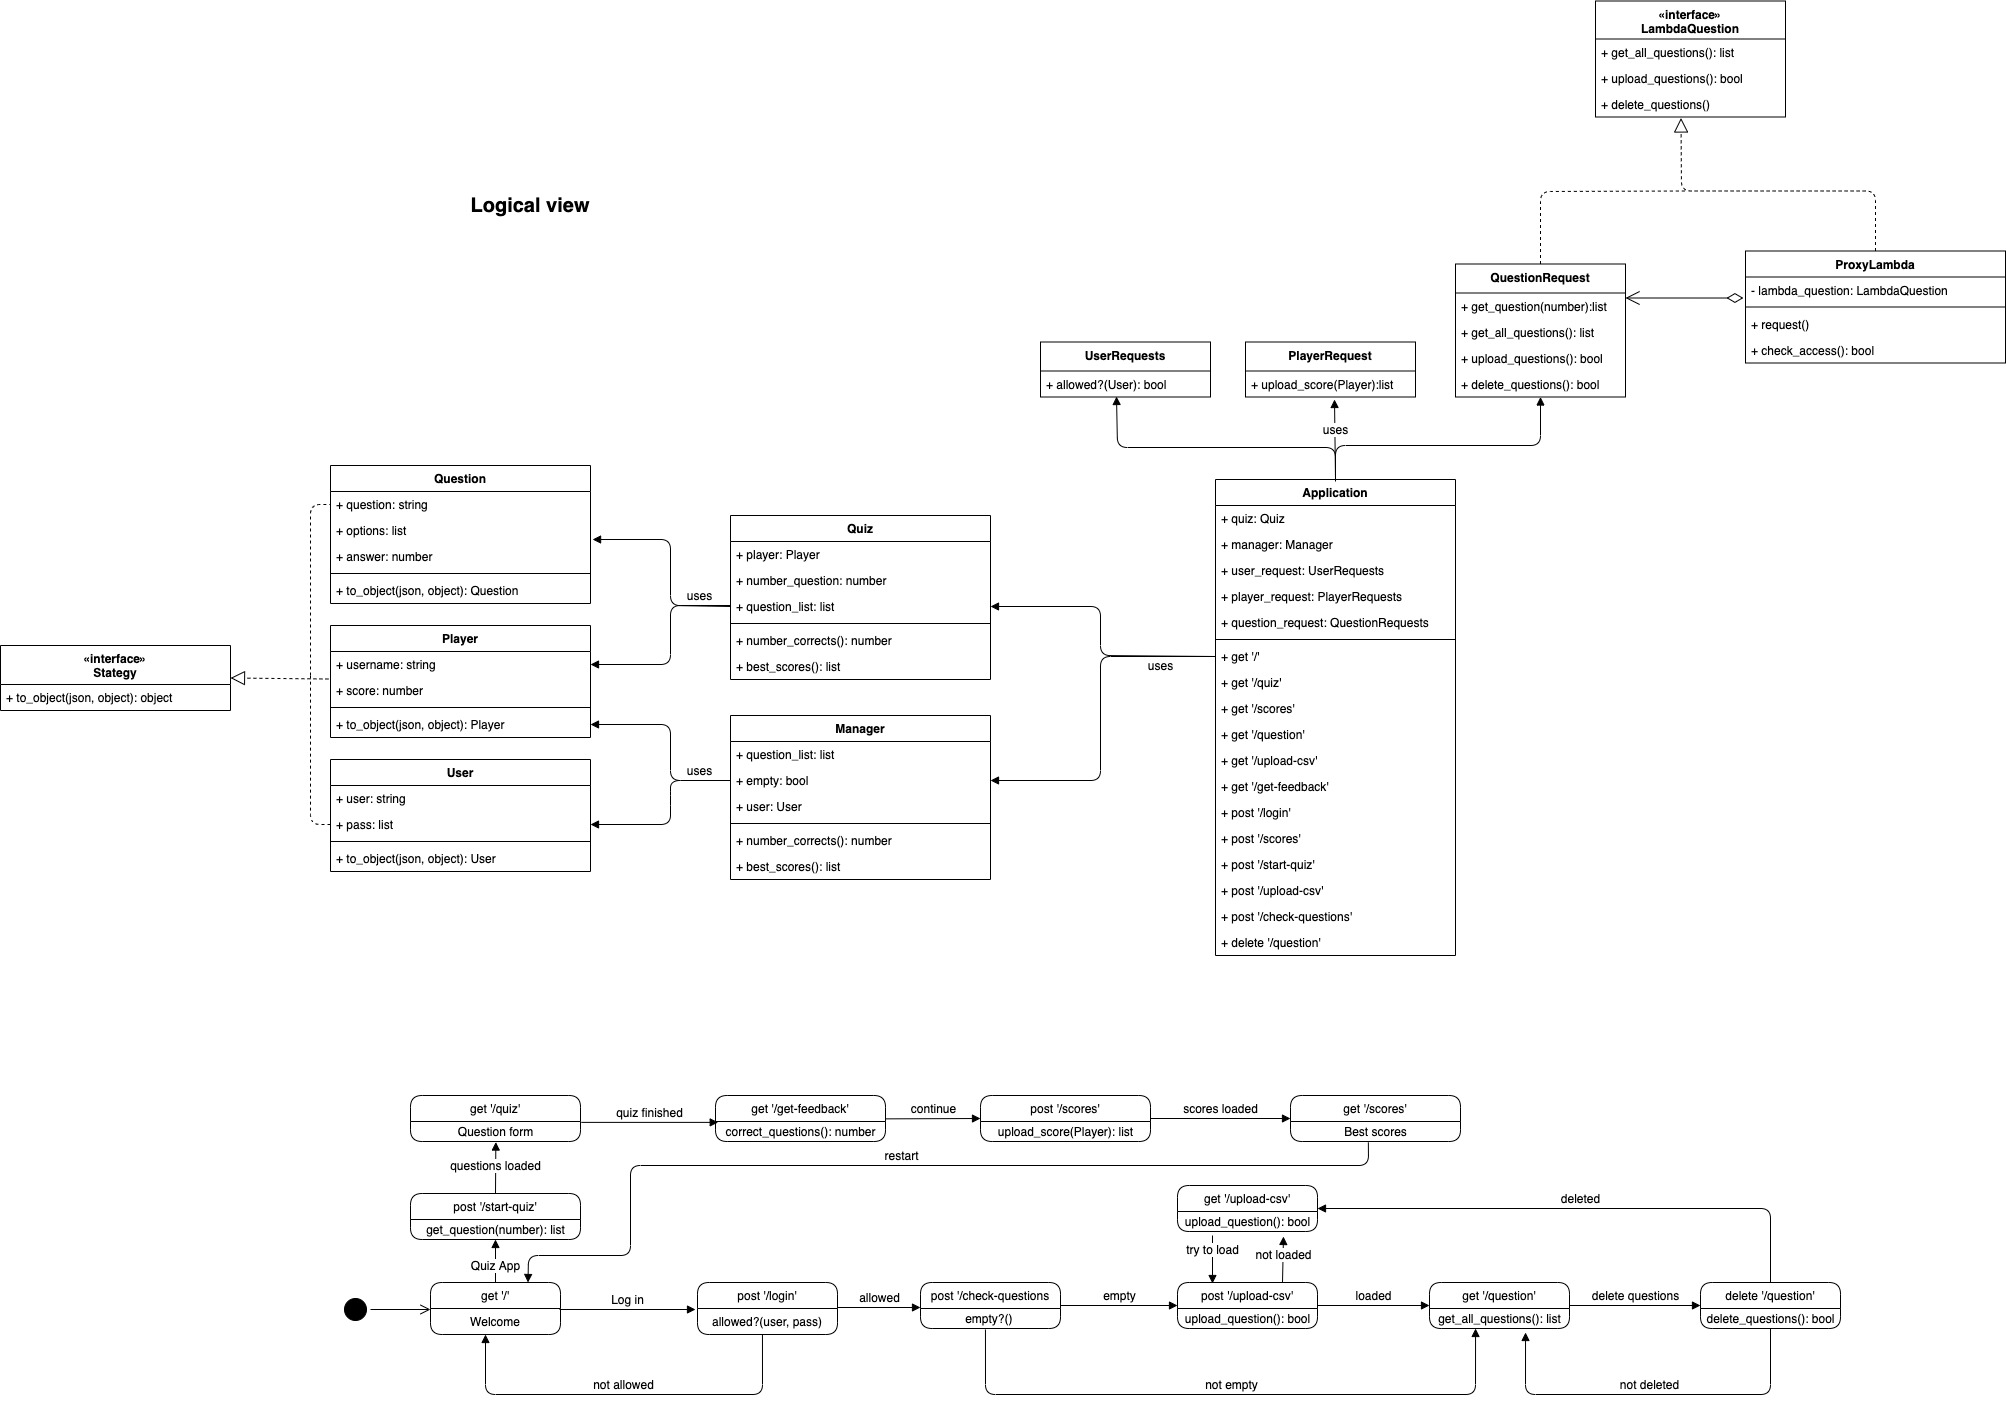 «interface»
LambdaQuestion
+ get_all_questions(): list
+ upload_questions(): bool
+ delete_questions()
Logical view
QuestionRequest
+ get_question(number):list
+ get_all_questions(): list
+ upload_questions(): bool
+ delete_questions(): bool
ProxyLambda
- lambda_question: LambdaQuestion
+ request()
+ check_access(): bool
UserRequests
+ allowed?(User): bool
PlayerRequest
+ upload_score(Player):list
uses
Question
+ question: string
+ options: list
+ answer: number
+ to_object(json, object): Question
Player
+ username: string
+ score: number
+ to_object(json, object): Player
User
+ user: string
+ pass: list
+ to_object(json, object): User
«interface»
Stategy
+ to_object(json, object): object
uses
uses
Quiz
+ player: Player
+ number_question: number
+ question_list: list
+ number_corrects(): number
+ best_scores(): list
Manager
+ question_list: list
+ empty: bool
+ user: User
+ number_corrects(): number
+ best_scores(): list
uses
Application
+ quiz: Quiz
+ manager: Manager
+ user_request: UserRequests
+ player_request: PlayerRequests
+ question_request: QuestionRequests
+ get '/'
+ get '/quiz'
+ get '/scores'
+ get '/question'
+ get '/upload-csv'
+ get '/get-feedback'
+ post '/login'
+ post '/scores'
+ post '/start-quiz'
+ post '/upload-csv'
+ post '/check-questions'
+ delete '/question'
get '/quiz'
Question form
quiz finished
get '/get-feedback'
correct_questions(): number
continue
post '/scores'
upload_score(Player): list
scores loaded
get '/scores'
Best scores
restart
questions loaded
post '/start-quiz'
get_question(number): list
Quiz App
get '/upload-csv'
upload_question(): bool
deleted
try to load
not loaded
get '/'
Welcome
Log in
post '/login'
allowed?(user, pass)
allowed
post '/check-questions
empty?()
empty
post '/upload-csv'
upload_question(): bool
loaded
get '/question'
get_all_questions(): list
delete questions
delete '/question'
delete_questions(): bool
not allowed
not empty
not deleted